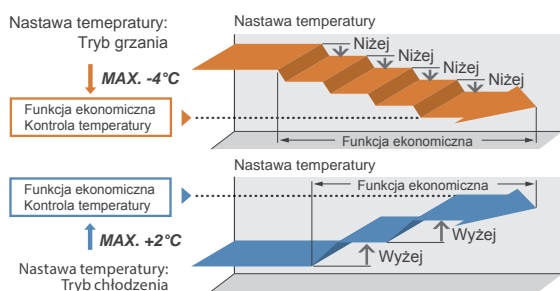 Nastawa temepratury:
Tryb grzania
MAX. -4°C
Funkcja ekonomiczna
Kontrola temperatury
Nastawa temperatury
Niżej
Niżej
Niżej
Niżej
Funkcja ekonomiczna
Nastawa temperatury
Funkcja ekonomiczna
Funkcja ekonomiczna
Kontrola temperatury
MAX. +2°C
Wyżej
Wyżej
Nastawa temperatury:
Tryb chłodzenia